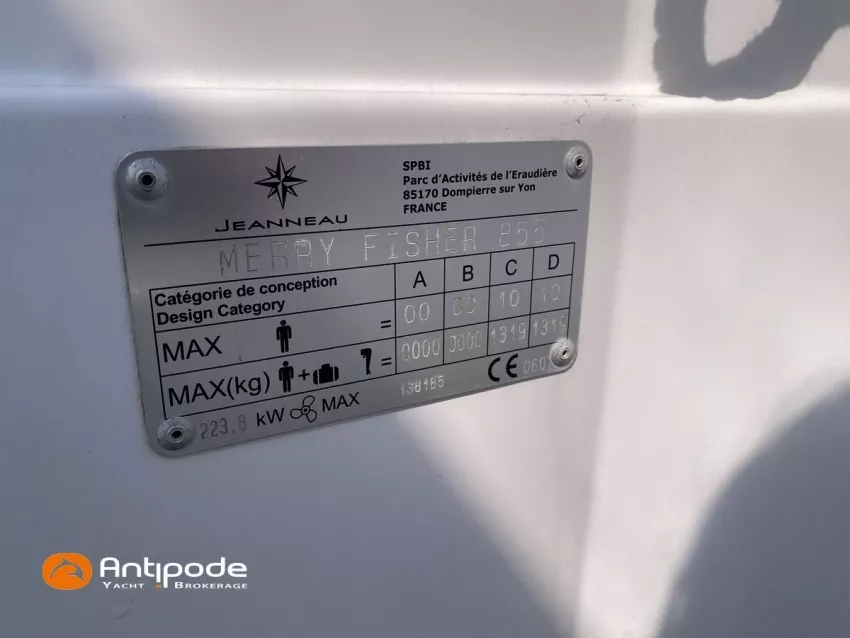 JEANNEAU
SPBI
Parc d'Activités de l'Eraudière
85170 Dompierre sur Yon
FRANCE
MERRY FISHER 855
Catégorie de conception
Design Category
A B C D
MAX = 00 00 10 10
MAX(kg) + = 0000 0000 1319 1319
223.8 kW MAX
138185
CE
Antipode
YACHT BROKERAGE